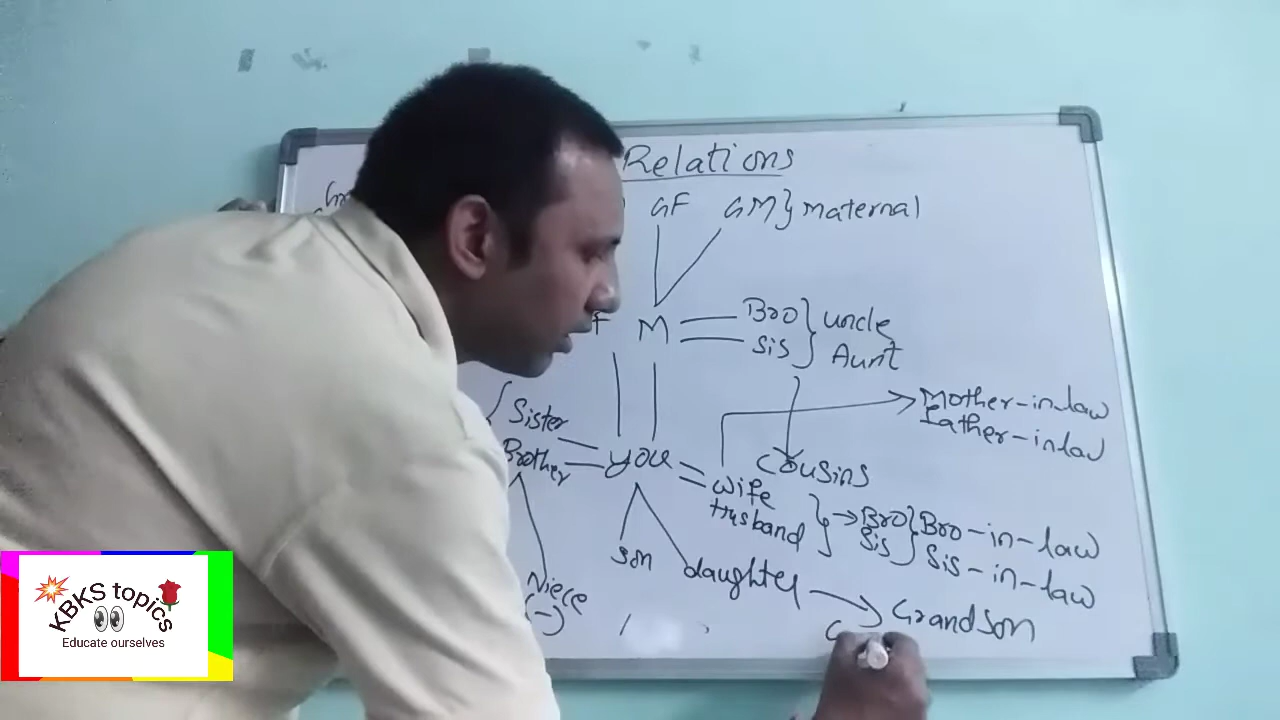 Relations
GF GM} maternal
F M Bro } uncle
sis } Aunt
Mother-in-law
Father-in-law
Sister
Brother you cousins
wife
Husband } → Bro } Bro-in-law
sis } Sis-in-law
son daughter
Niece
(-)
Grandson
G
KBKS topics
Educate ourselves